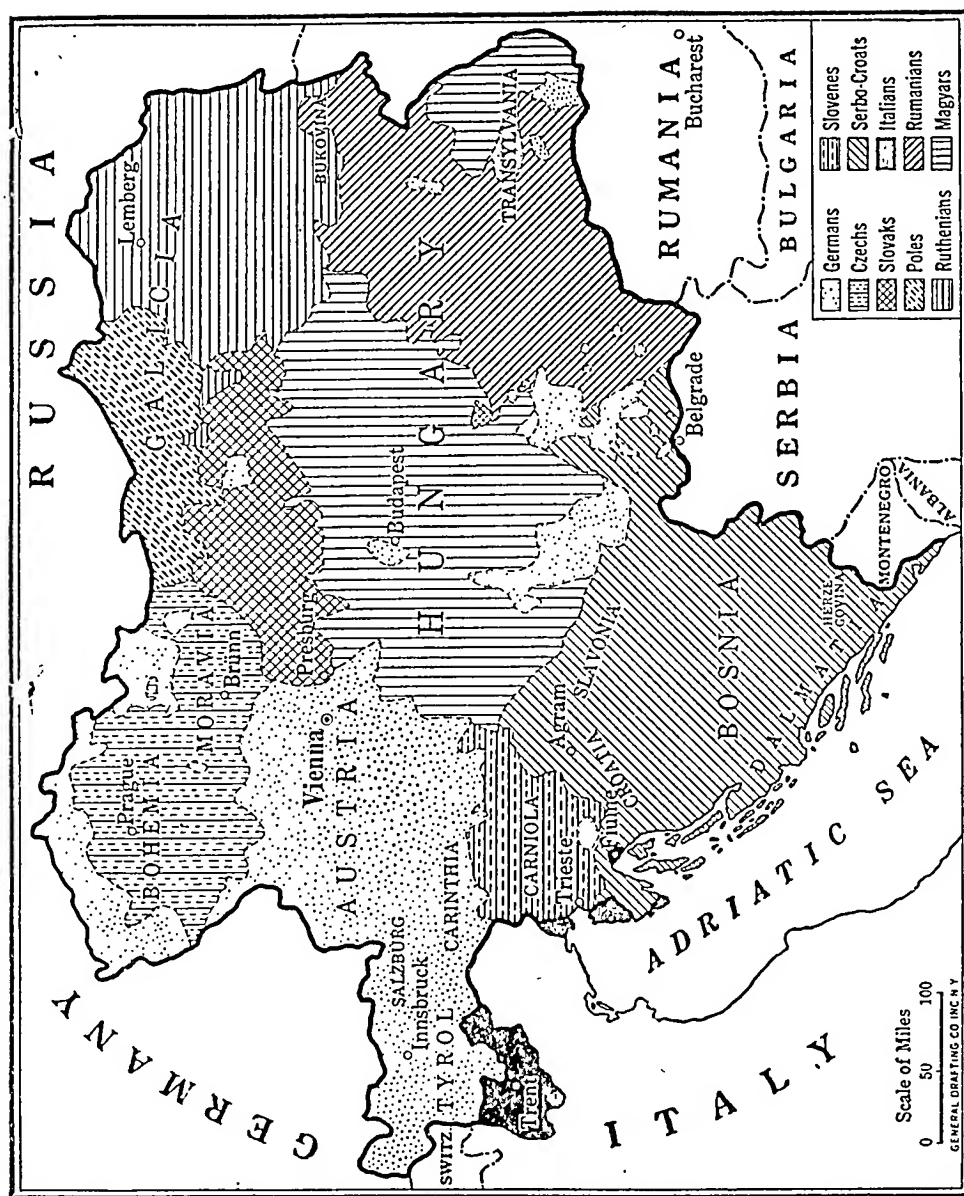 RUSSIA
GERMANY
Prague
BOHEMIA
MORAVIA
Brunn
GALICIA
Lemberg
BUKOVINA
Presburg
Vienna
AUSTRIA
Budapest
HUNGARY
TRANSYLVANIA
SALZBURG
Innsbruck
TYROL
CARINTHIA
SWITZ.
Trent
CARNIOLA
Trieste
Fiume
Agram
CROATIA
SLAVONIA
BOSNIA
HERZE
GOVINA
DALMATIA
Belgrade
RUMANIA
Bucharest
BULGARIA
SERBIA
MONTENEGRO
ALBANIA
ADRIATIC SEA
ITALY
Scale of Miles
0 50 100
GENERAL DRAFTING CO INC N Y
Germans
Czechs
Slovaks
Poles
Ruthenians
Slovenes
Serbo-Croats
Italians
Rumanians
Magyars